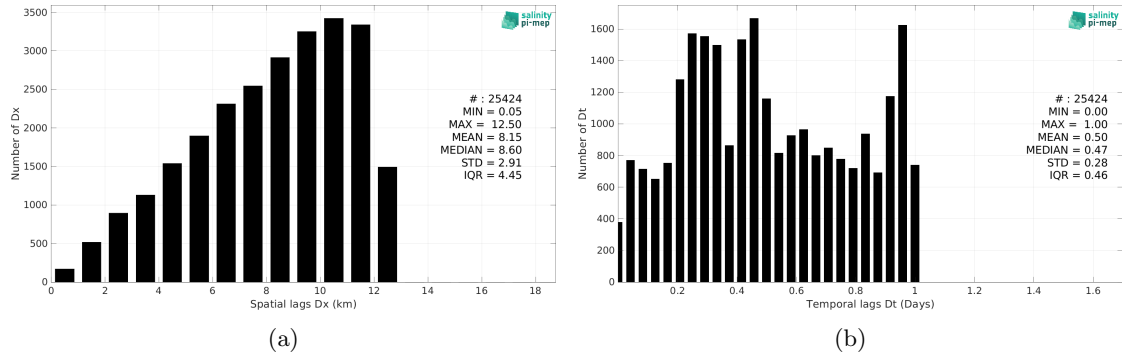 3500
3000
2500
2000
1500
1000
500
0
Number of Dx
0 2 4 6 8 10 12 14 16 18
Spatial lags Dx (km)
salinity
pi-mep
# : 25424
MIN = 0.05
MAX = 12.50
MEAN = 8.15
MEDIAN = 8.60
STD = 2.91
IQR = 4.45
(a)
1600
1400
1200
1000
800
600
400
200
0
Number of Dt
0.2 0.4 0.6 0.8 1 1.2 1.4 1.6
Temporal lags Dt (Days)
salinity
pi-mep
# : 25424
MIN = 0.00
MAX = 1.00
MEAN = 0.50
MEDIAN = 0.47
STD = 0.28
IQR = 0.46
(b)